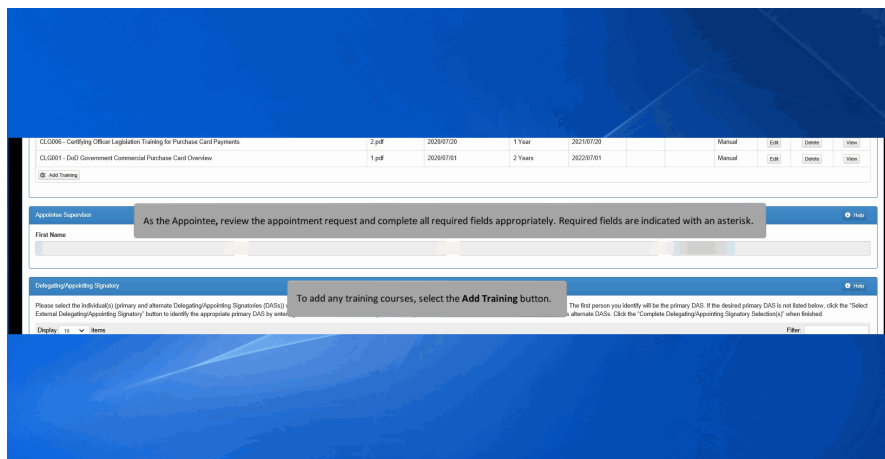 CLG006 - Certifying Officer Legislation Training for Purchase Card Payments 2.pdf 2020/07/20 1 Year 2021/07/20 Manual Edit Delete View
CLG001 - DoD Government Commercial Purchase Card Overview 1.pdf 2020/07/01 2 Years 2022/07/01 Manual Edit Delete View
Add Training
Appointee Supervisor Help
As the Appointee, review the appointment request and complete all required fields appropriately. Required fields are indicated with an asterisk.
First Name
Delegating/Appointing Signatory Help
To add any training courses, select the Add Training button.
Please select the individual(s) (primary and alternate Delegating/Appointing Signatories (DASs)) The first person you identify will be the primary DAS. If the desired primary DAS is not listed below, click the "Select
External Delegating/Appointing Signatory" button to identify the appropriate primary DAS by alternate DASs. Click the "Complete Delegating/Appointing Signatory Selection(s)" when finished.
Display 10 items Filter: